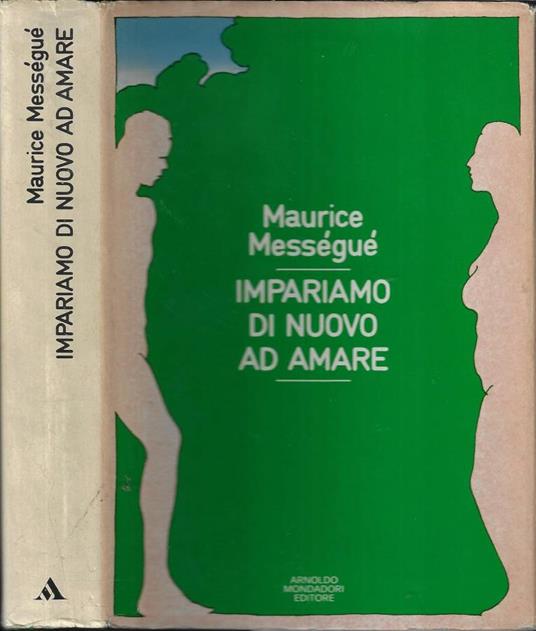 Maurice Mességué
IMPARIAMO DI NUOVO AD AMARE
Maurice
Mességué
IMPARIAMO
DI NUOVO
AD AMARE
ARNOLDO
MONDADORI
EDITORE